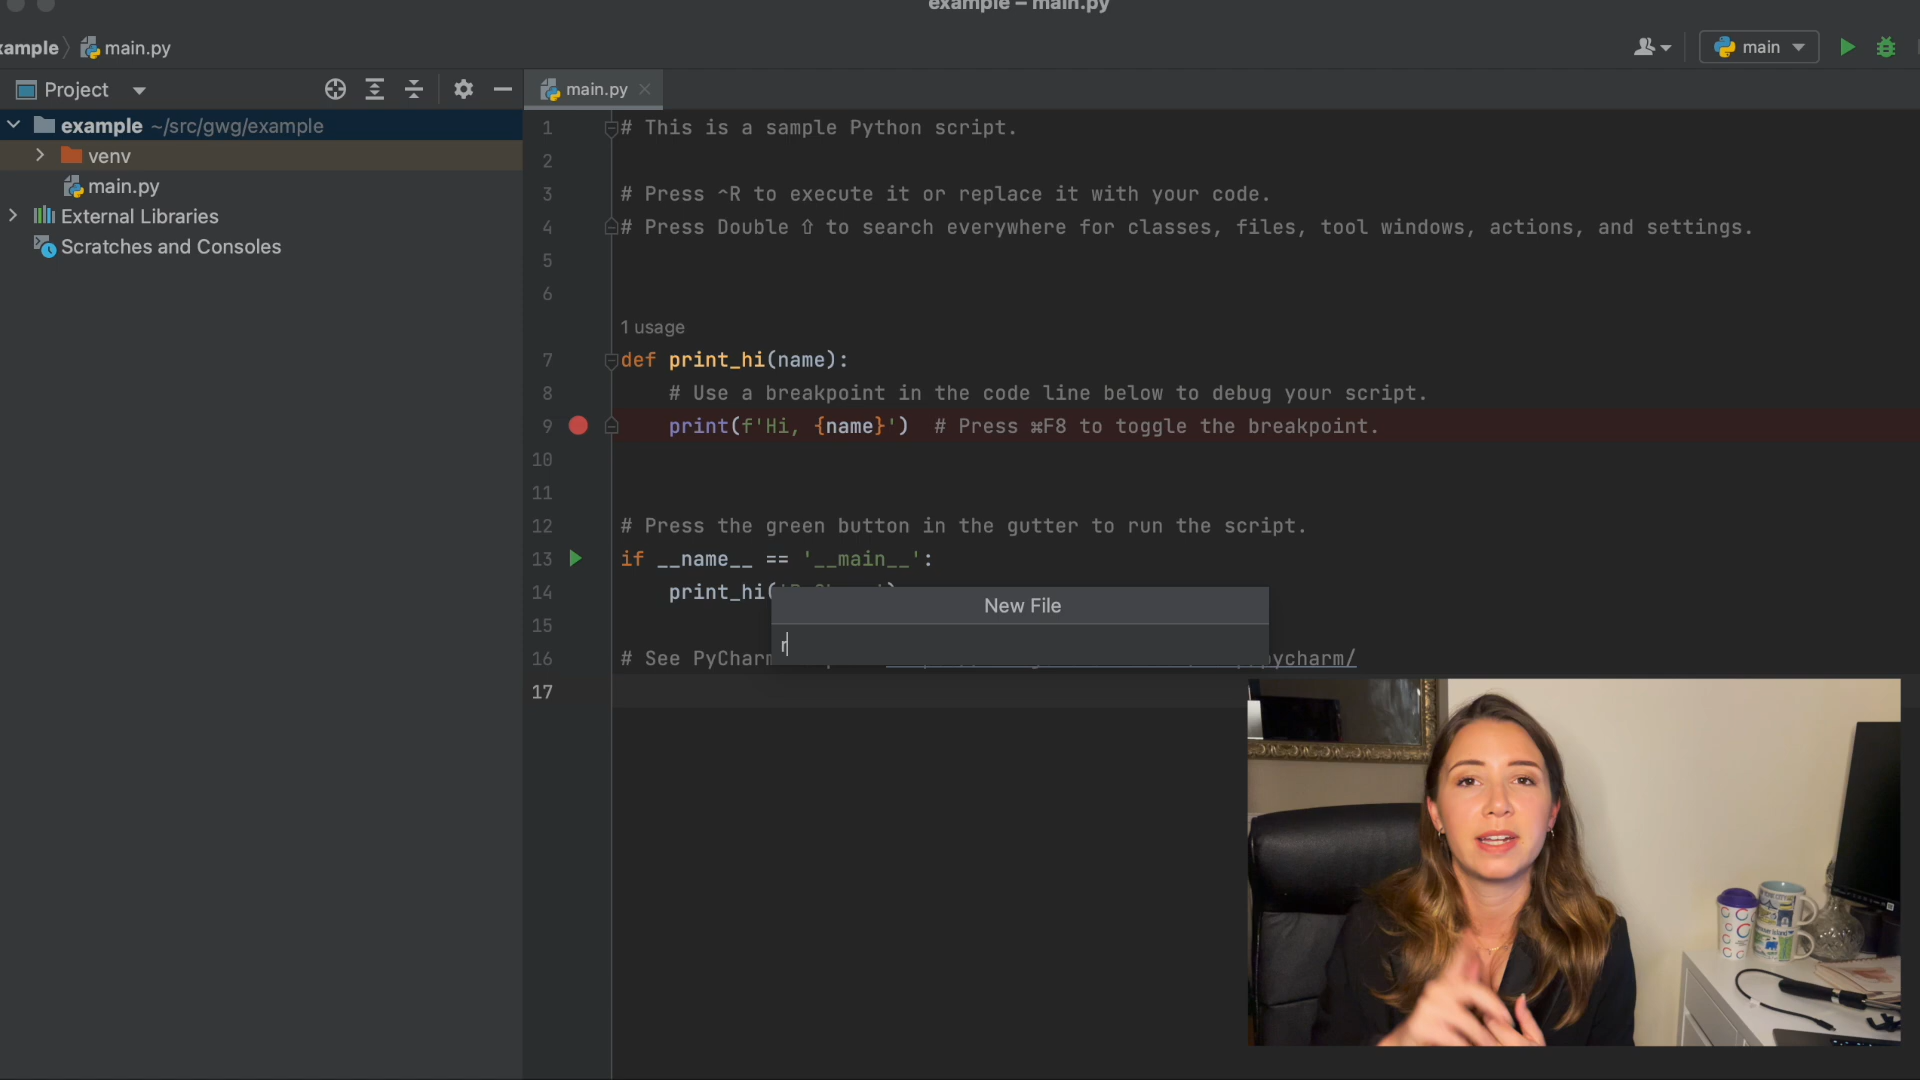 example – main.py
ample
main.py
main
Project
main.py
example ~/src/gwg/example
venv
main.py
External Libraries
Scratches and Consoles
1 # This is a sample Python script.
2
3 # Press ⌃R to execute it or replace it with your code.
4 # Press Double ⇧ to search everywhere for classes, files, tool windows, actions, and settings.
5
6
1 usage
7 def print_hi(name):
8 # Use a breakpoint in the code line below to debug your script.
9 print(f'Hi, {name}')  # Press ⌘F8 to toggle the breakpoint.
10
11
12 # Press the green button in the gutter to run the script.
13 if __name__ == '__main__':
14 print_hi(
15
16 # See PyCharm pycharm/
17
New File
r